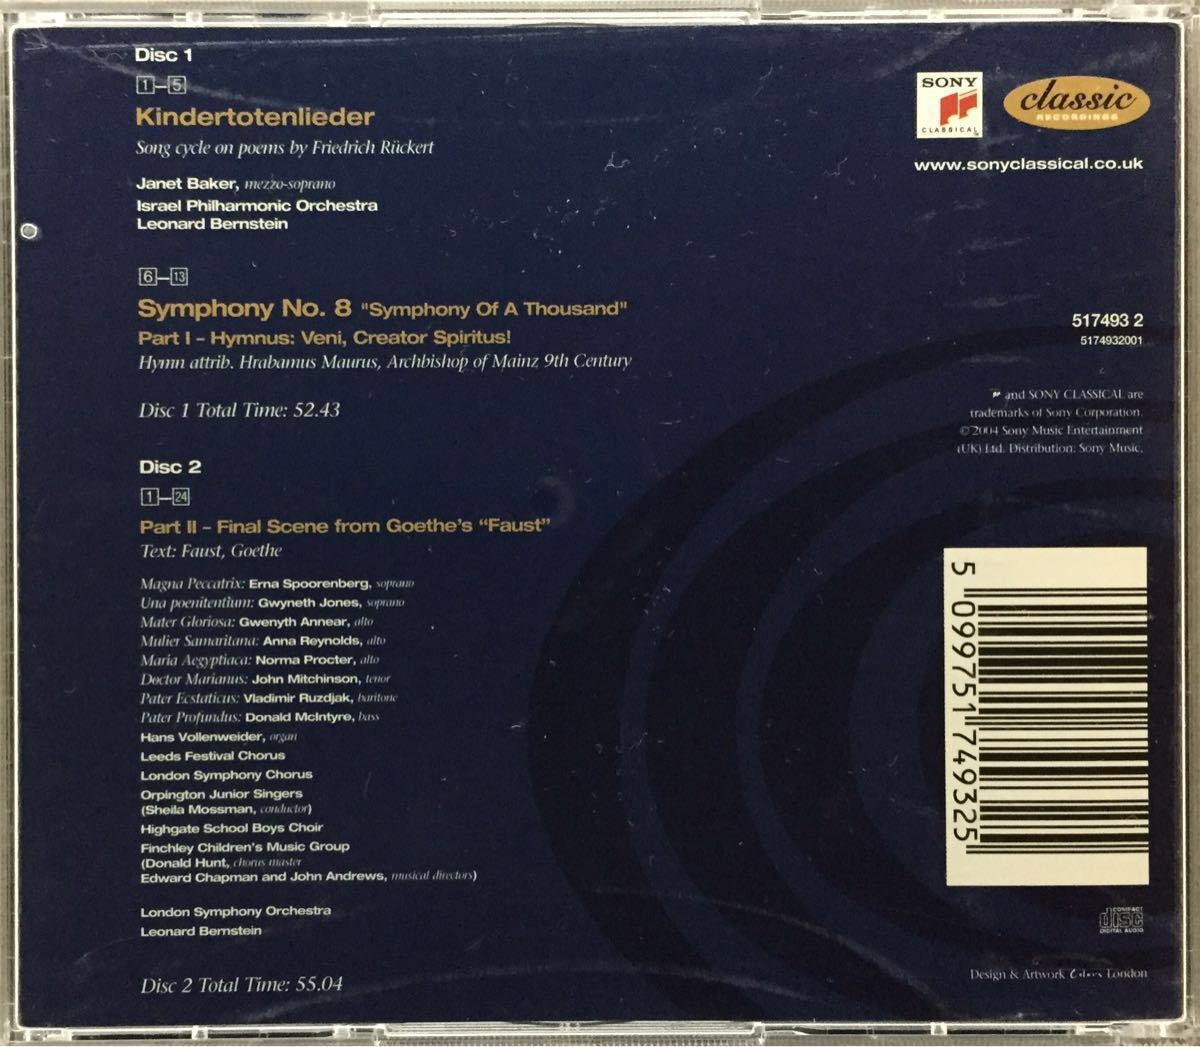 Disc 1
1–5
Kindertotenlieder
Song cycle on poems by Friedrich Rückert
Janet Baker, mezzo-soprano
Israel Philharmonic Orchestra
Leonard Bernstein
6–13
Symphony No. 8 "Symphony Of A Thousand"
Part I – Hymnus: Veni, Creator Spiritus!
Hymn attrib. Hrabamus Maurus, Archbishop of Mainz 9th Century
Disc 1 Total Time: 52.43
Disc 2
1–24
Part II – Final Scene from Goethe's “Faust”
Text: Faust, Goethe
Magna Peccatrix: Erna Spoorenberg, soprano
Una poenitentium: Gwyneth Jones, soprano
Mater Gloriosa: Gwenyth Annear, alto
Mulier Samaritana: Anna Reynolds, alto
Maria Aegyptiaca: Norma Procter, alto
Doctor Marianus: John Mitchinson, tenor
Pater Ecstaticus: Vladimir Ruzdjak, baritone
Pater Profundus: Donald McIntyre, bass
Hans Vollenweider, organ
Leeds Festival Chorus
London Symphony Chorus
Orpington Junior Singers
(Sheila Mossman, conductor)
Highgate School Boys Choir
Finchley Children's Music Group
(Donald Hunt, chorus master
Edward Chapman and John Andrews, musical directors)
London Symphony Orchestra
Leonard Bernstein
Disc 2 Total Time: 55.04
SONY
CLASSICAL
classic
RECORDINGS
www.sonyclassical.co.uk
517493 2
5174932001
and SONY CLASSICAL are
trademarks of Sony Corporation.
©2004 Sony Music Entertainment
(UK) Ltd. Distribution: Sony Music.
5 099751 749325
COMPACT
disc
DIGITAL AUDIO
Design & Artwork London